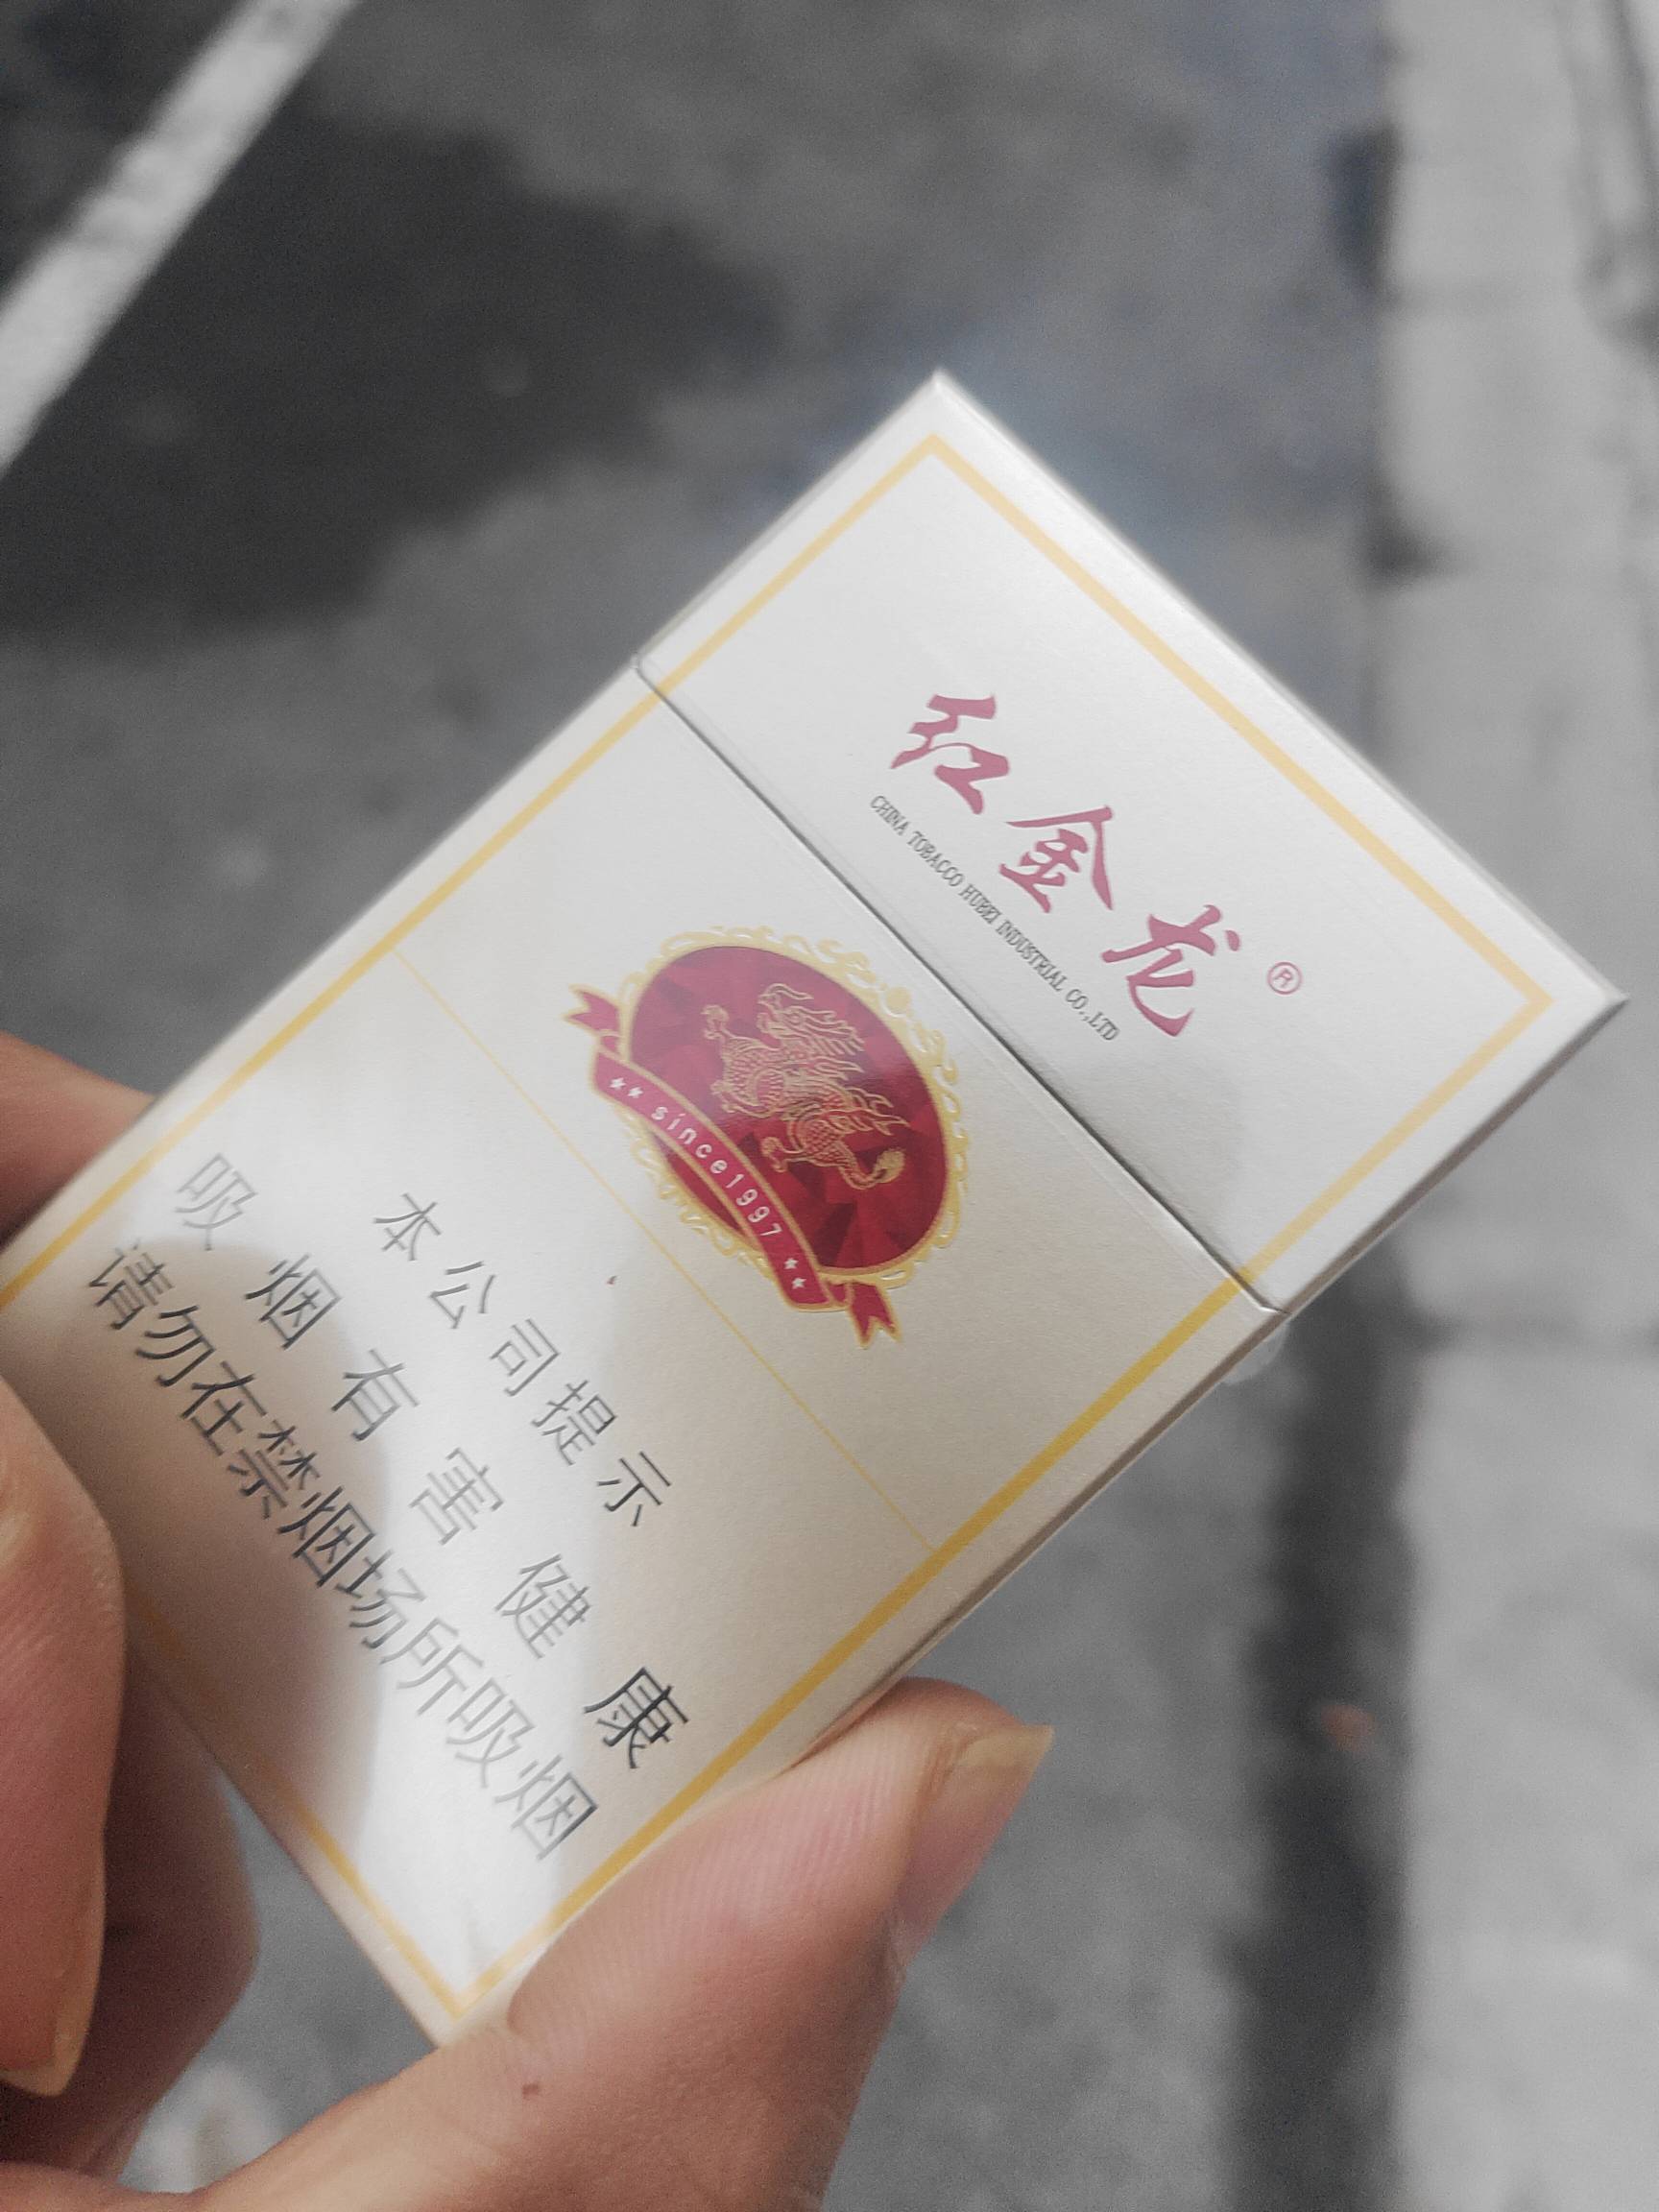 红金龙®
CHINA TOBACCO HUBEI INDUSTRIAL CO.,LTD
★★ since1997 ★★
本公司提示
吸烟有害健康
请勿在禁烟场所吸烟